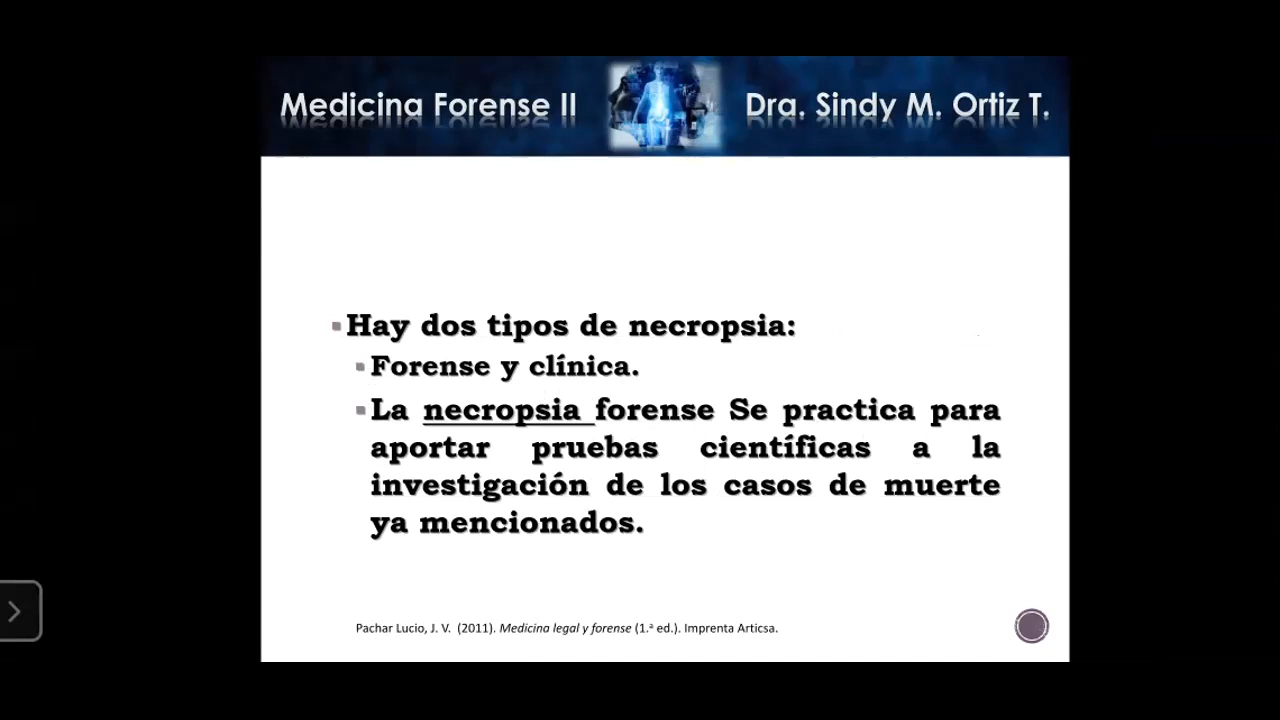 Medicina Forense II
Dra. Sindy M. Ortiz T.
Hay dos tipos de necropsia:
Forense y clínica.
La necropsia forense Se practica para
aportar pruebas científicas a la
investigación de los casos de muerte
ya mencionados.
Pachar Lucio, J. V. (2011). Medicina legal y forense (1.ª ed.). Imprenta Articsa.